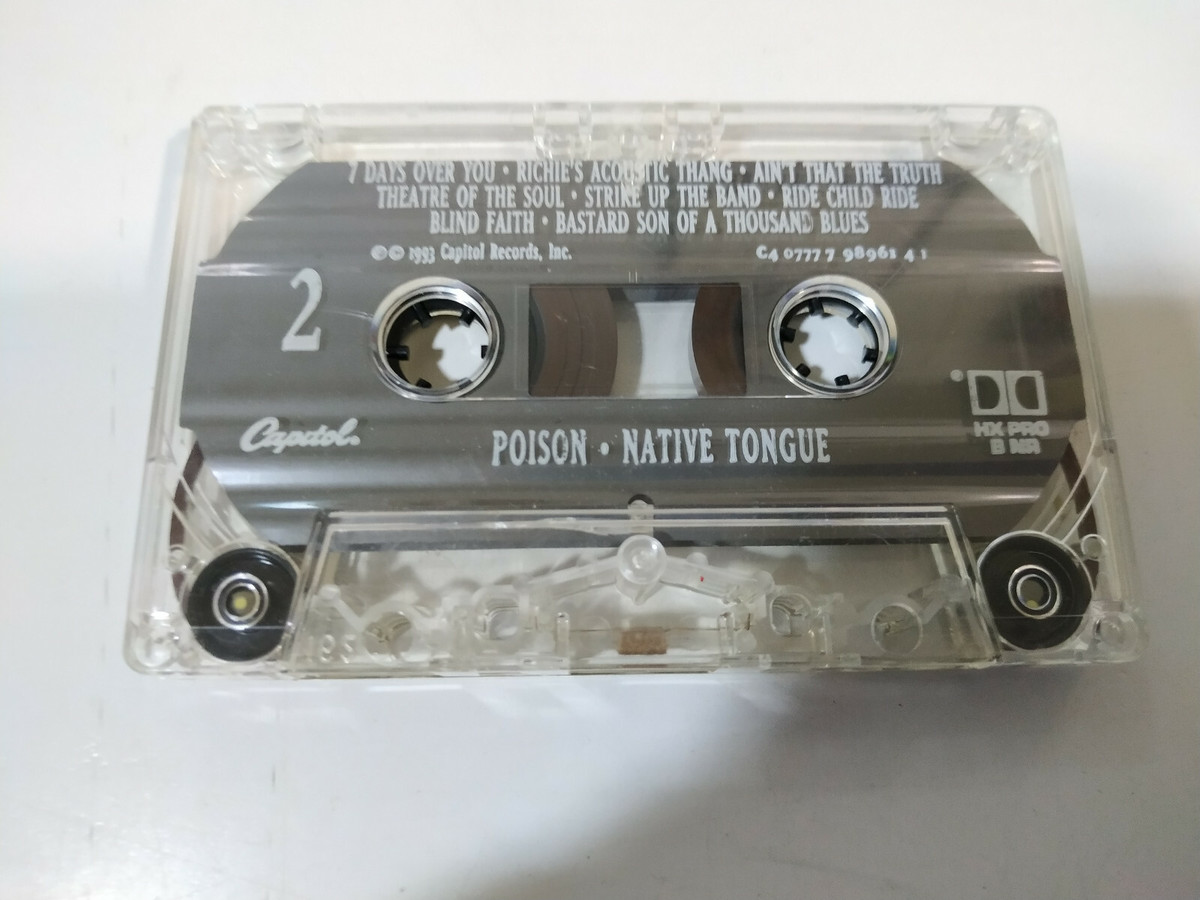 7 DAYS OVER YOU • RICHIE'S ACOUSTIC THANG • AIN'T THAT THE TRUTH
THEATRE OF THE SOUL • STRIKE UP THE BAND • RIDE CHILD RIDE
BLIND FAITH • BASTARD SON OF A THOUSAND BLUES
℗© 1993 Capitol Records, Inc.
C4 0777 7 98961 4 1
2
HX PRO
B NR
Capitol.
POISON • NATIVE TONGUE